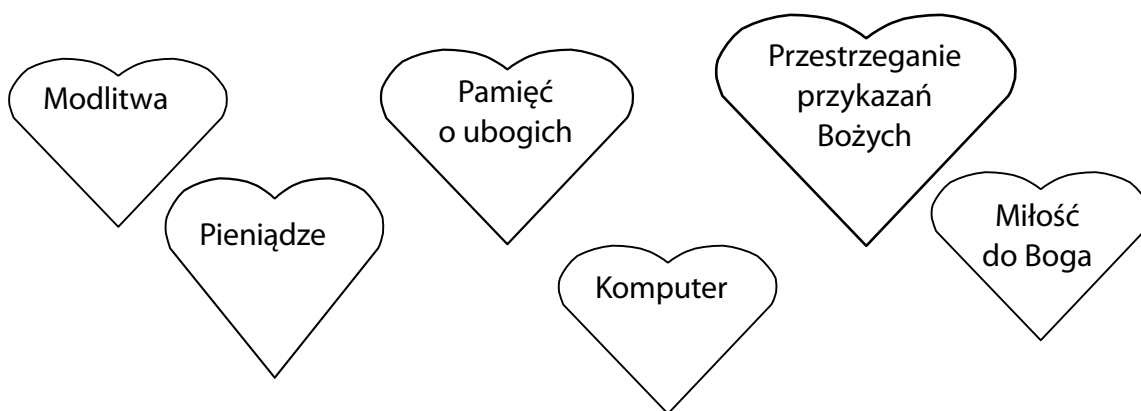 Modlitwa
Pieniądze
Pamięć
o ubogich
Komputer
Przestrzeganie
przykazań
Bożych
Miłość
do Boga